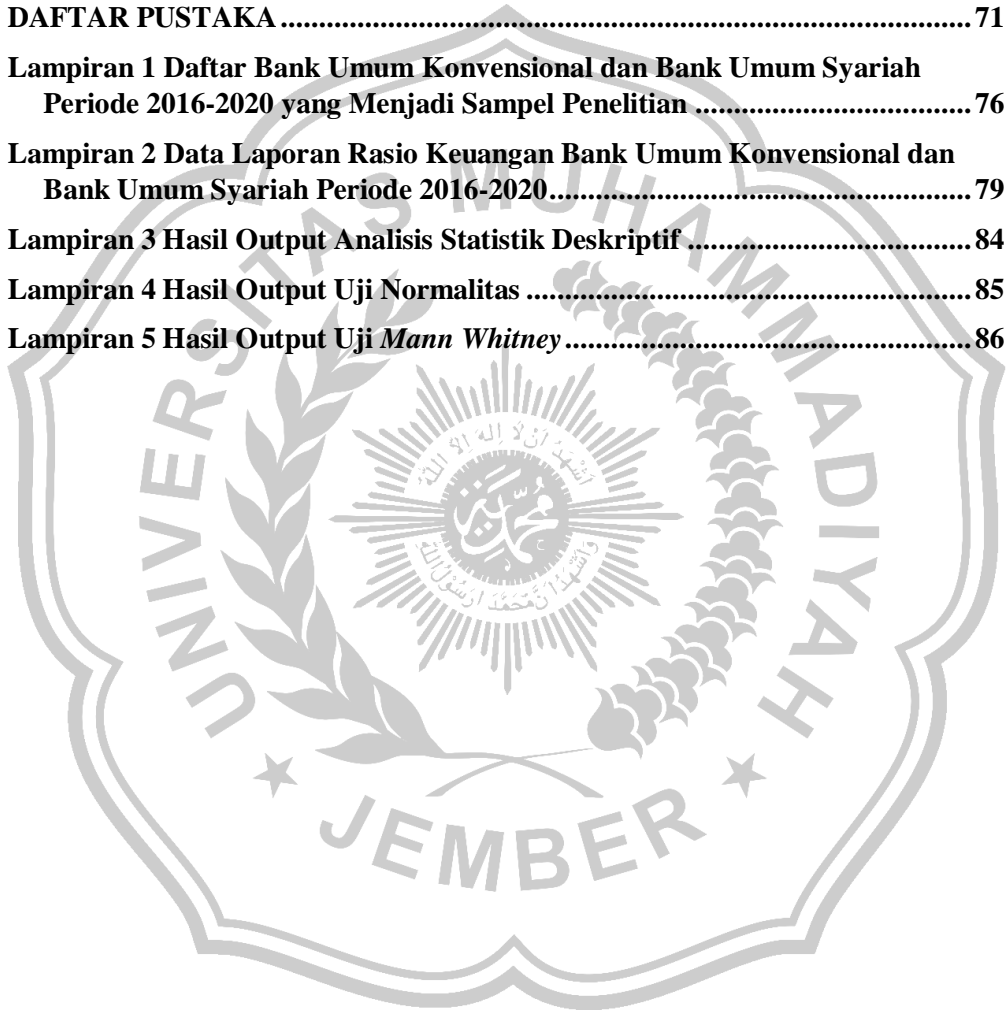 DAFTAR PUSTAKA ........................................................................................ 71
Lampiran 1 Daftar Bank Umum Konvensional dan Bank Umum Syariah
Periode 2016-2020 yang Menjadi Sampel Penelitian ................................... 76
Lampiran 2 Data Laporan Rasio Keuangan Bank Umum Konvensional dan
Bank Umum Syariah Periode 2016-2020...................................................... 79
Lampiran 3 Hasil Output Analisis Statistik Deskriptif .................................... 84
Lampiran 4 Hasil Output Uji Normalitas ......................................................... 85
Lampiran 5 Hasil Output Uji Mann Whitney .................................................... 86
UNIVERSITAS MUHAMMADIYAH
JEMBER